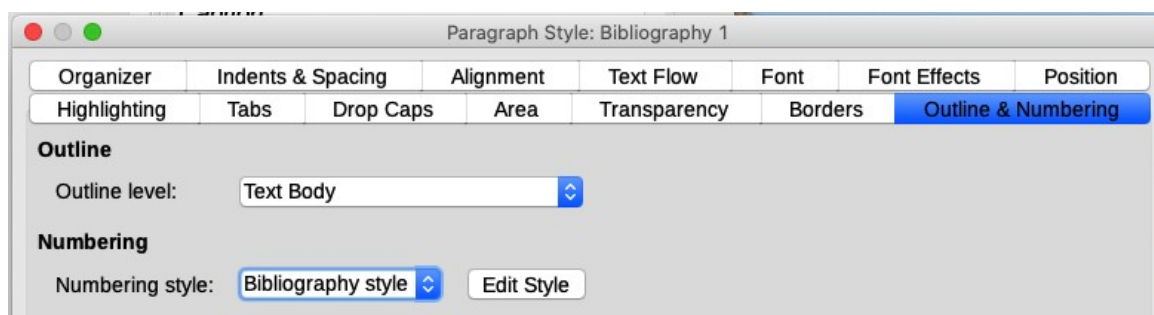 Paragraph Style: Bibliography 1
Organizer Indents & Spacing Alignment Text Flow Font Font Effects Position
Highlighting Tabs Drop Caps Area Transparency Borders Outline & Numbering
Outline
Outline level: Text Body
Numbering
Numbering style: Bibliography style Edit Style